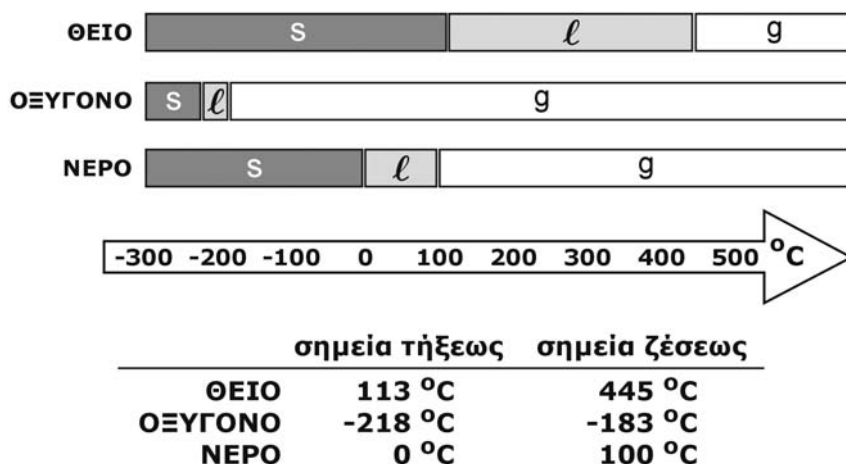 ΘΕΙΟ s ℓ g
ΟΞΥΓΟΝΟ s ℓ g
ΝΕΡΟ s ℓ g
-300 -200 -100 0 100 200 300 400 500 °C
σημεία τήξεως σημεία ζέσεως
ΘΕΙΟ 113 °C 445 °C
ΟΞΥΓΟΝΟ -218 °C -183 °C
ΝΕΡΟ 0 °C 100 °C